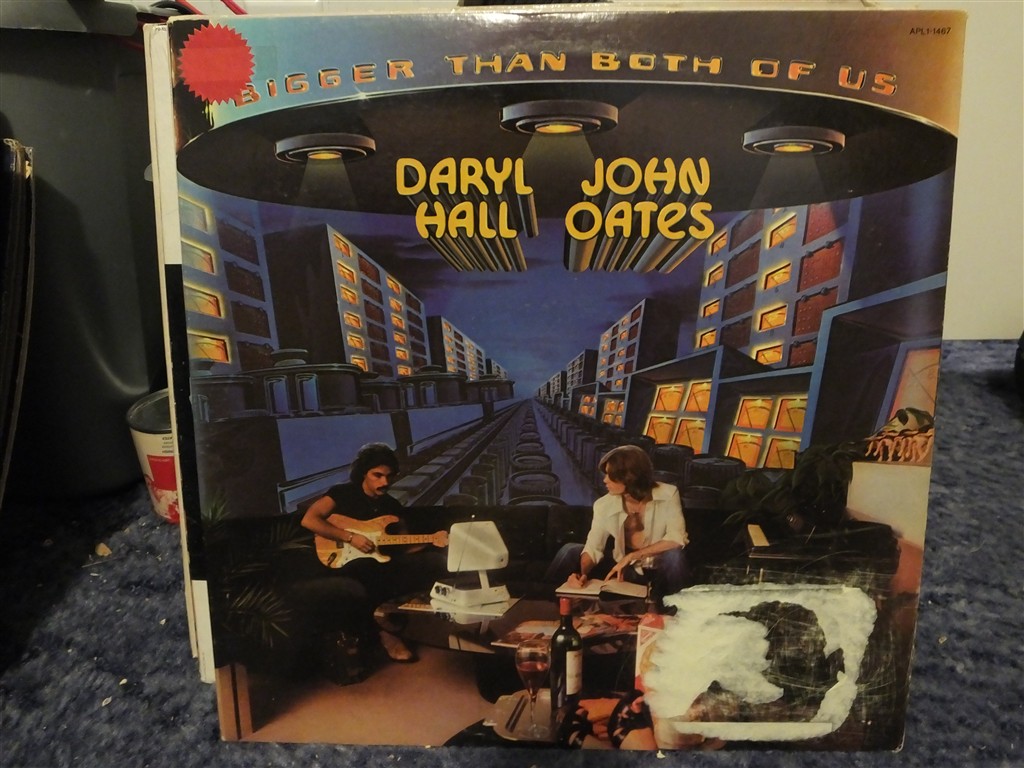 APL1-1467
BIGGER THAN BOTH OF US
DARYL JOHN
HALL OATES